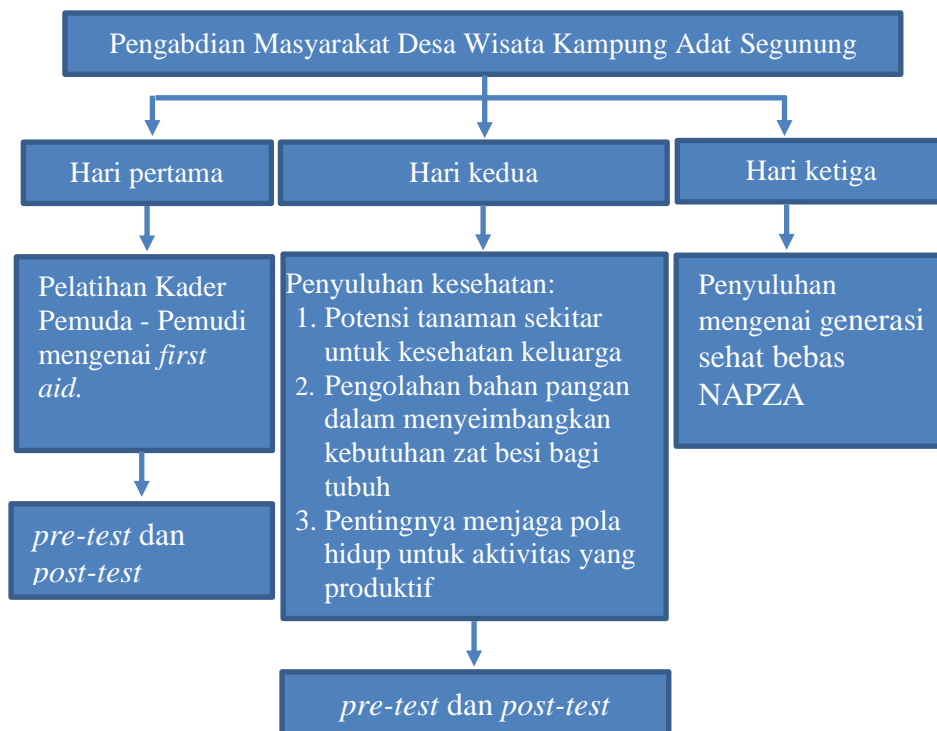 Pengabdian Masyarakat Desa Wisata Kampung Adat Segunung
Hari pertama
Hari kedua
Hari ketiga
Pelatihan Kader
Pemuda - Pemudi
mengenai first
aid.
Penyuluhan kesehatan:
1. Potensi tanaman sekitar
untuk kesehatan keluarga
2. Pengolahan bahan pangan
dalam menyeimbangkan
kebutuhan zat besi bagi
tubuh
3. Pentingnya menjaga pola
hidup untuk aktivitas yang
produktif
Penyuluhan
mengenai generasi
sehat bebas
NAPZA
pre-test dan
post-test
pre-test dan post-test